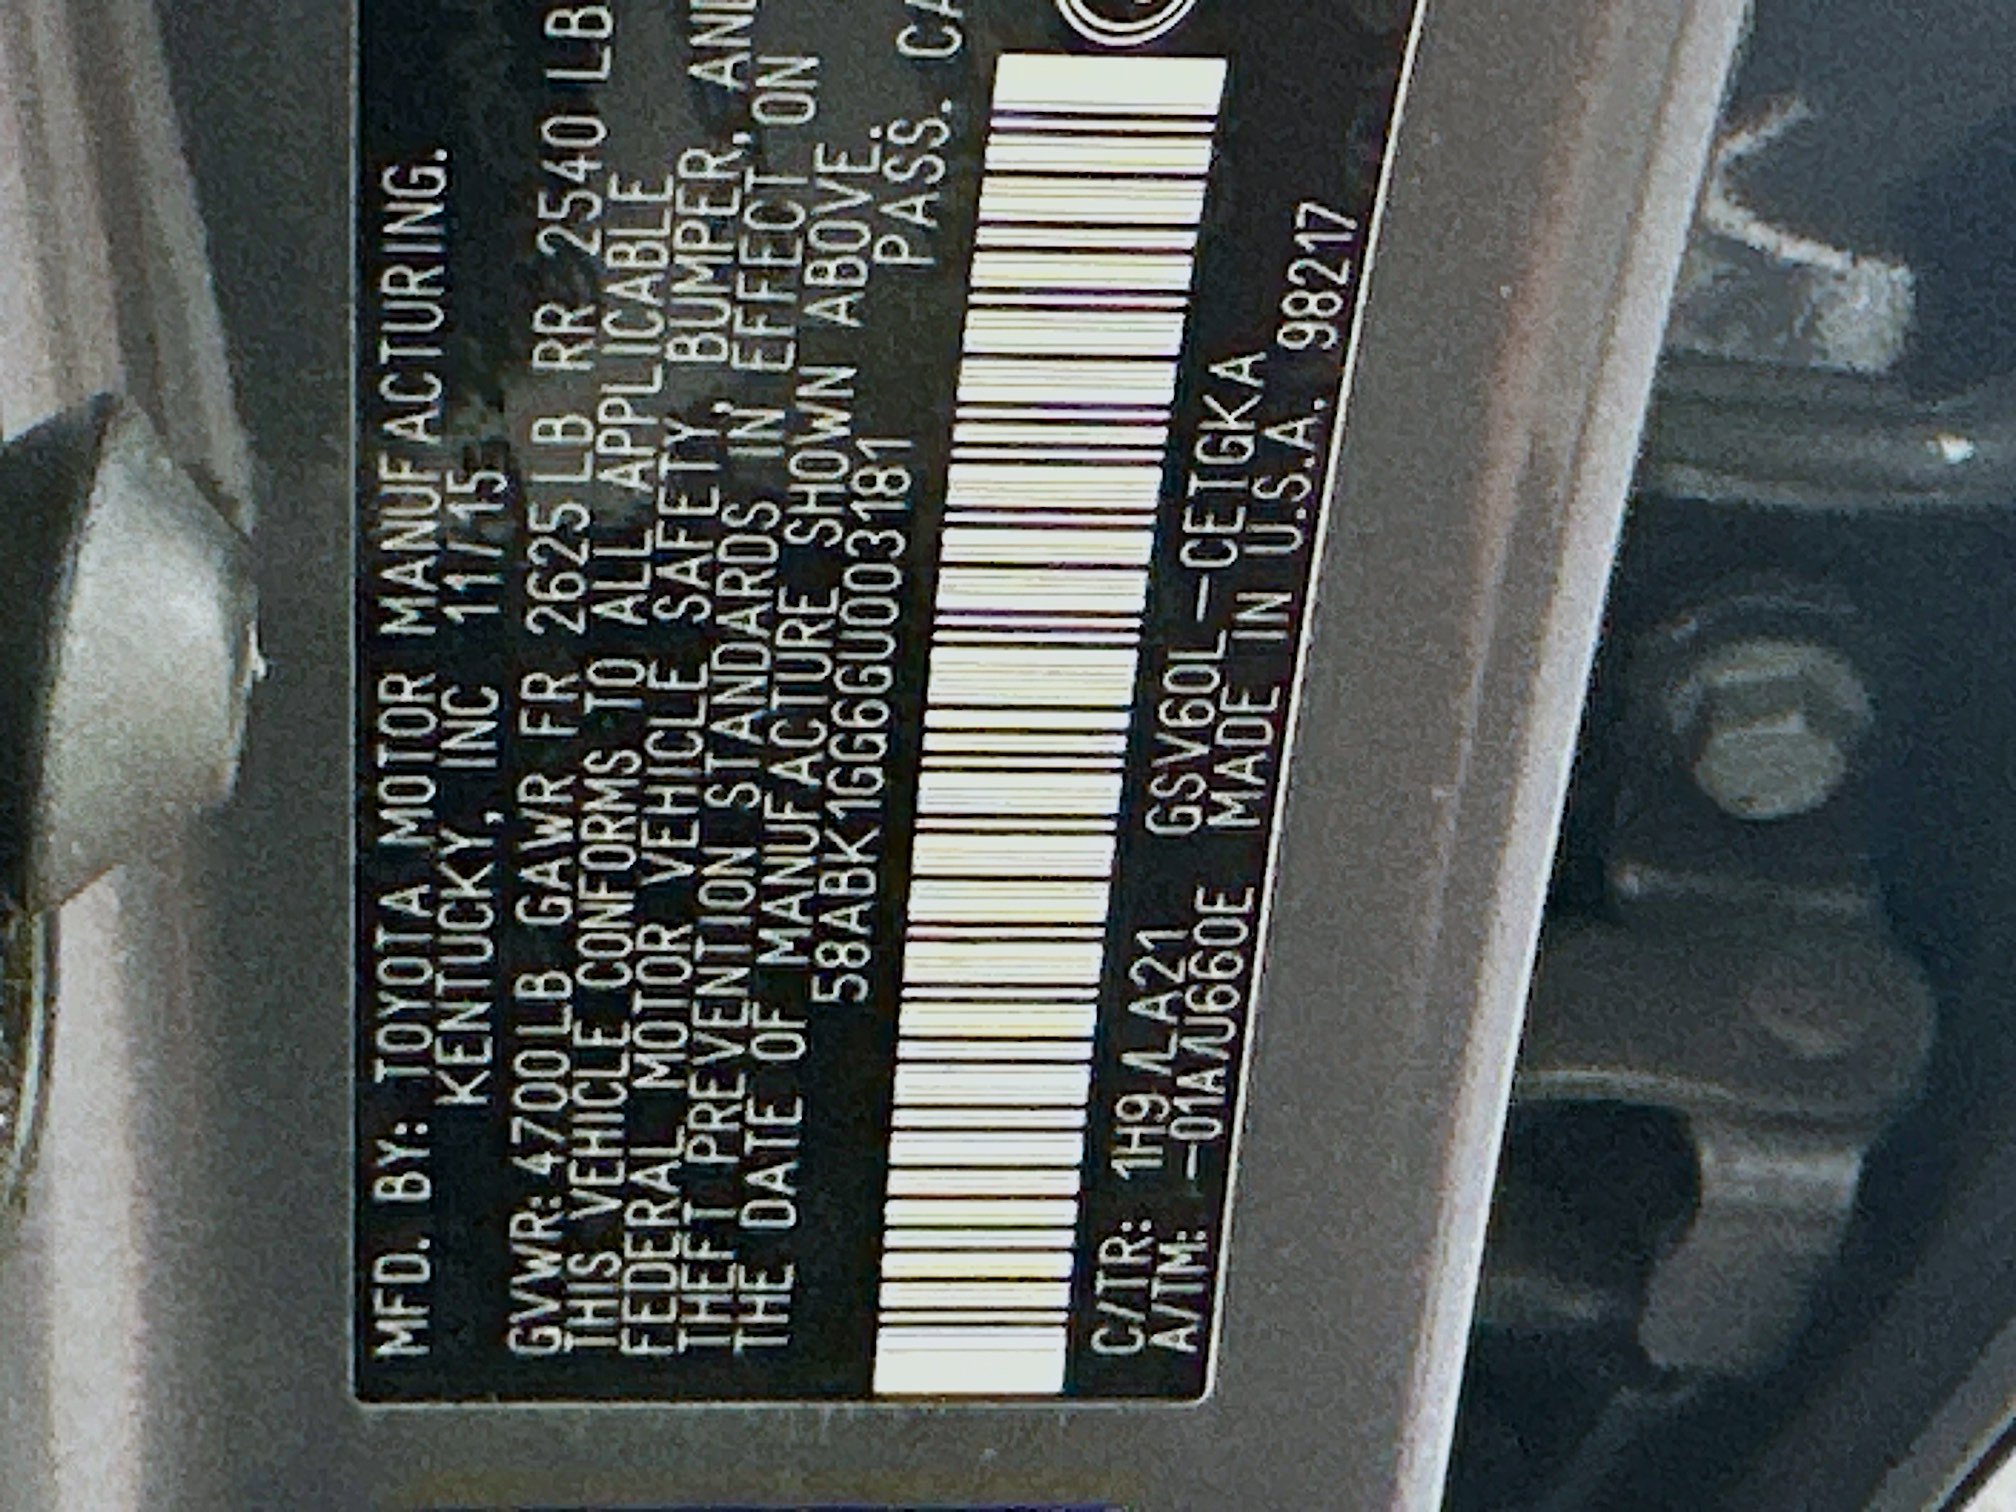 MFD. BY: TOYOTA MOTOR MANUFACTURING.
KENTUCKY, INC 11/15
GVWR: 4700LB GAWR FR 2625LB RR 2540 LB
THIS VEHICLE CONFORMS TO ALL APPLICABLE
FEDERAL MOTOR VEHICLE SAFETY, BUMPER, AND
THEFT PREVENTION STANDARDS IN EFFECT ON
THE DATE OF MANUFACTURE SHOWN ABOVE.
58ABK1GG6GU003181 PASS. CA
C/TR: 1H9/LA21 GSV60L-CETGKA
A/TM: -01A/U660E MADE IN U.S.A. 98217